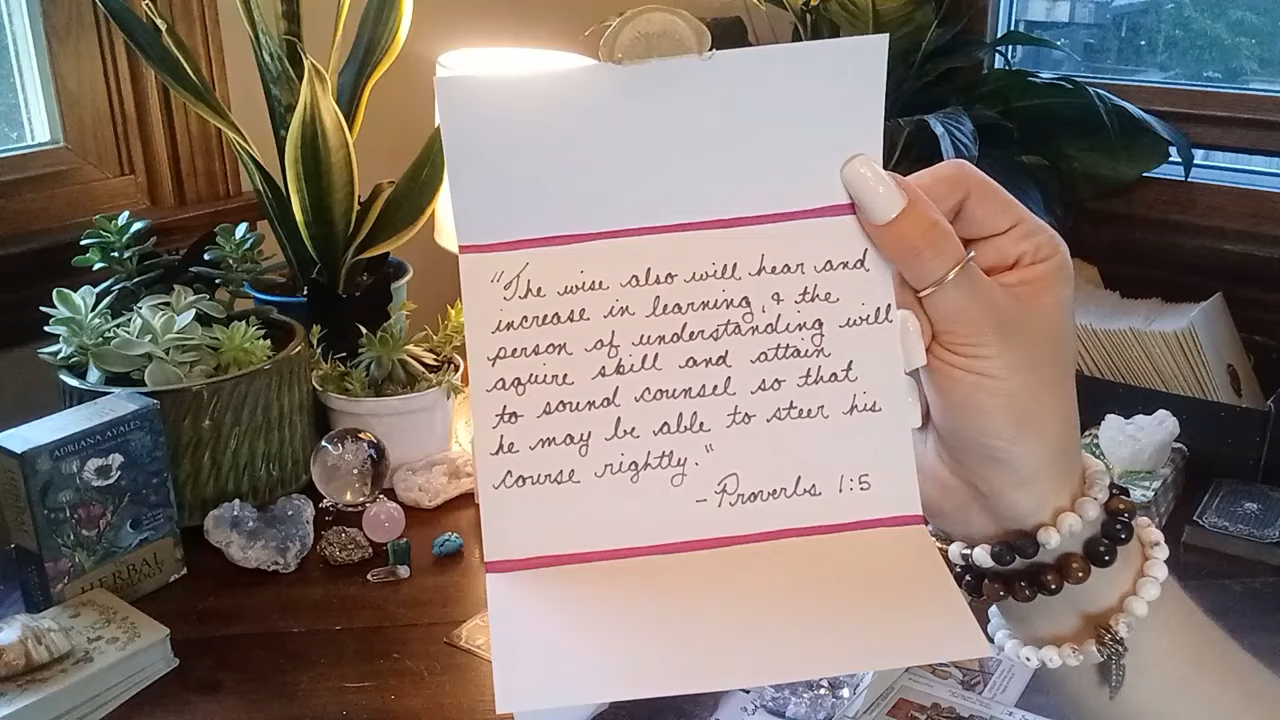 "The wise also will hear and
increase in learning, & the
person of understanding will
aquire skill and attain
to sound counsel so that
he may be able to steer his
course rightly."
- Proverbs 1:5
ADRIANA AYALES
HERBAL